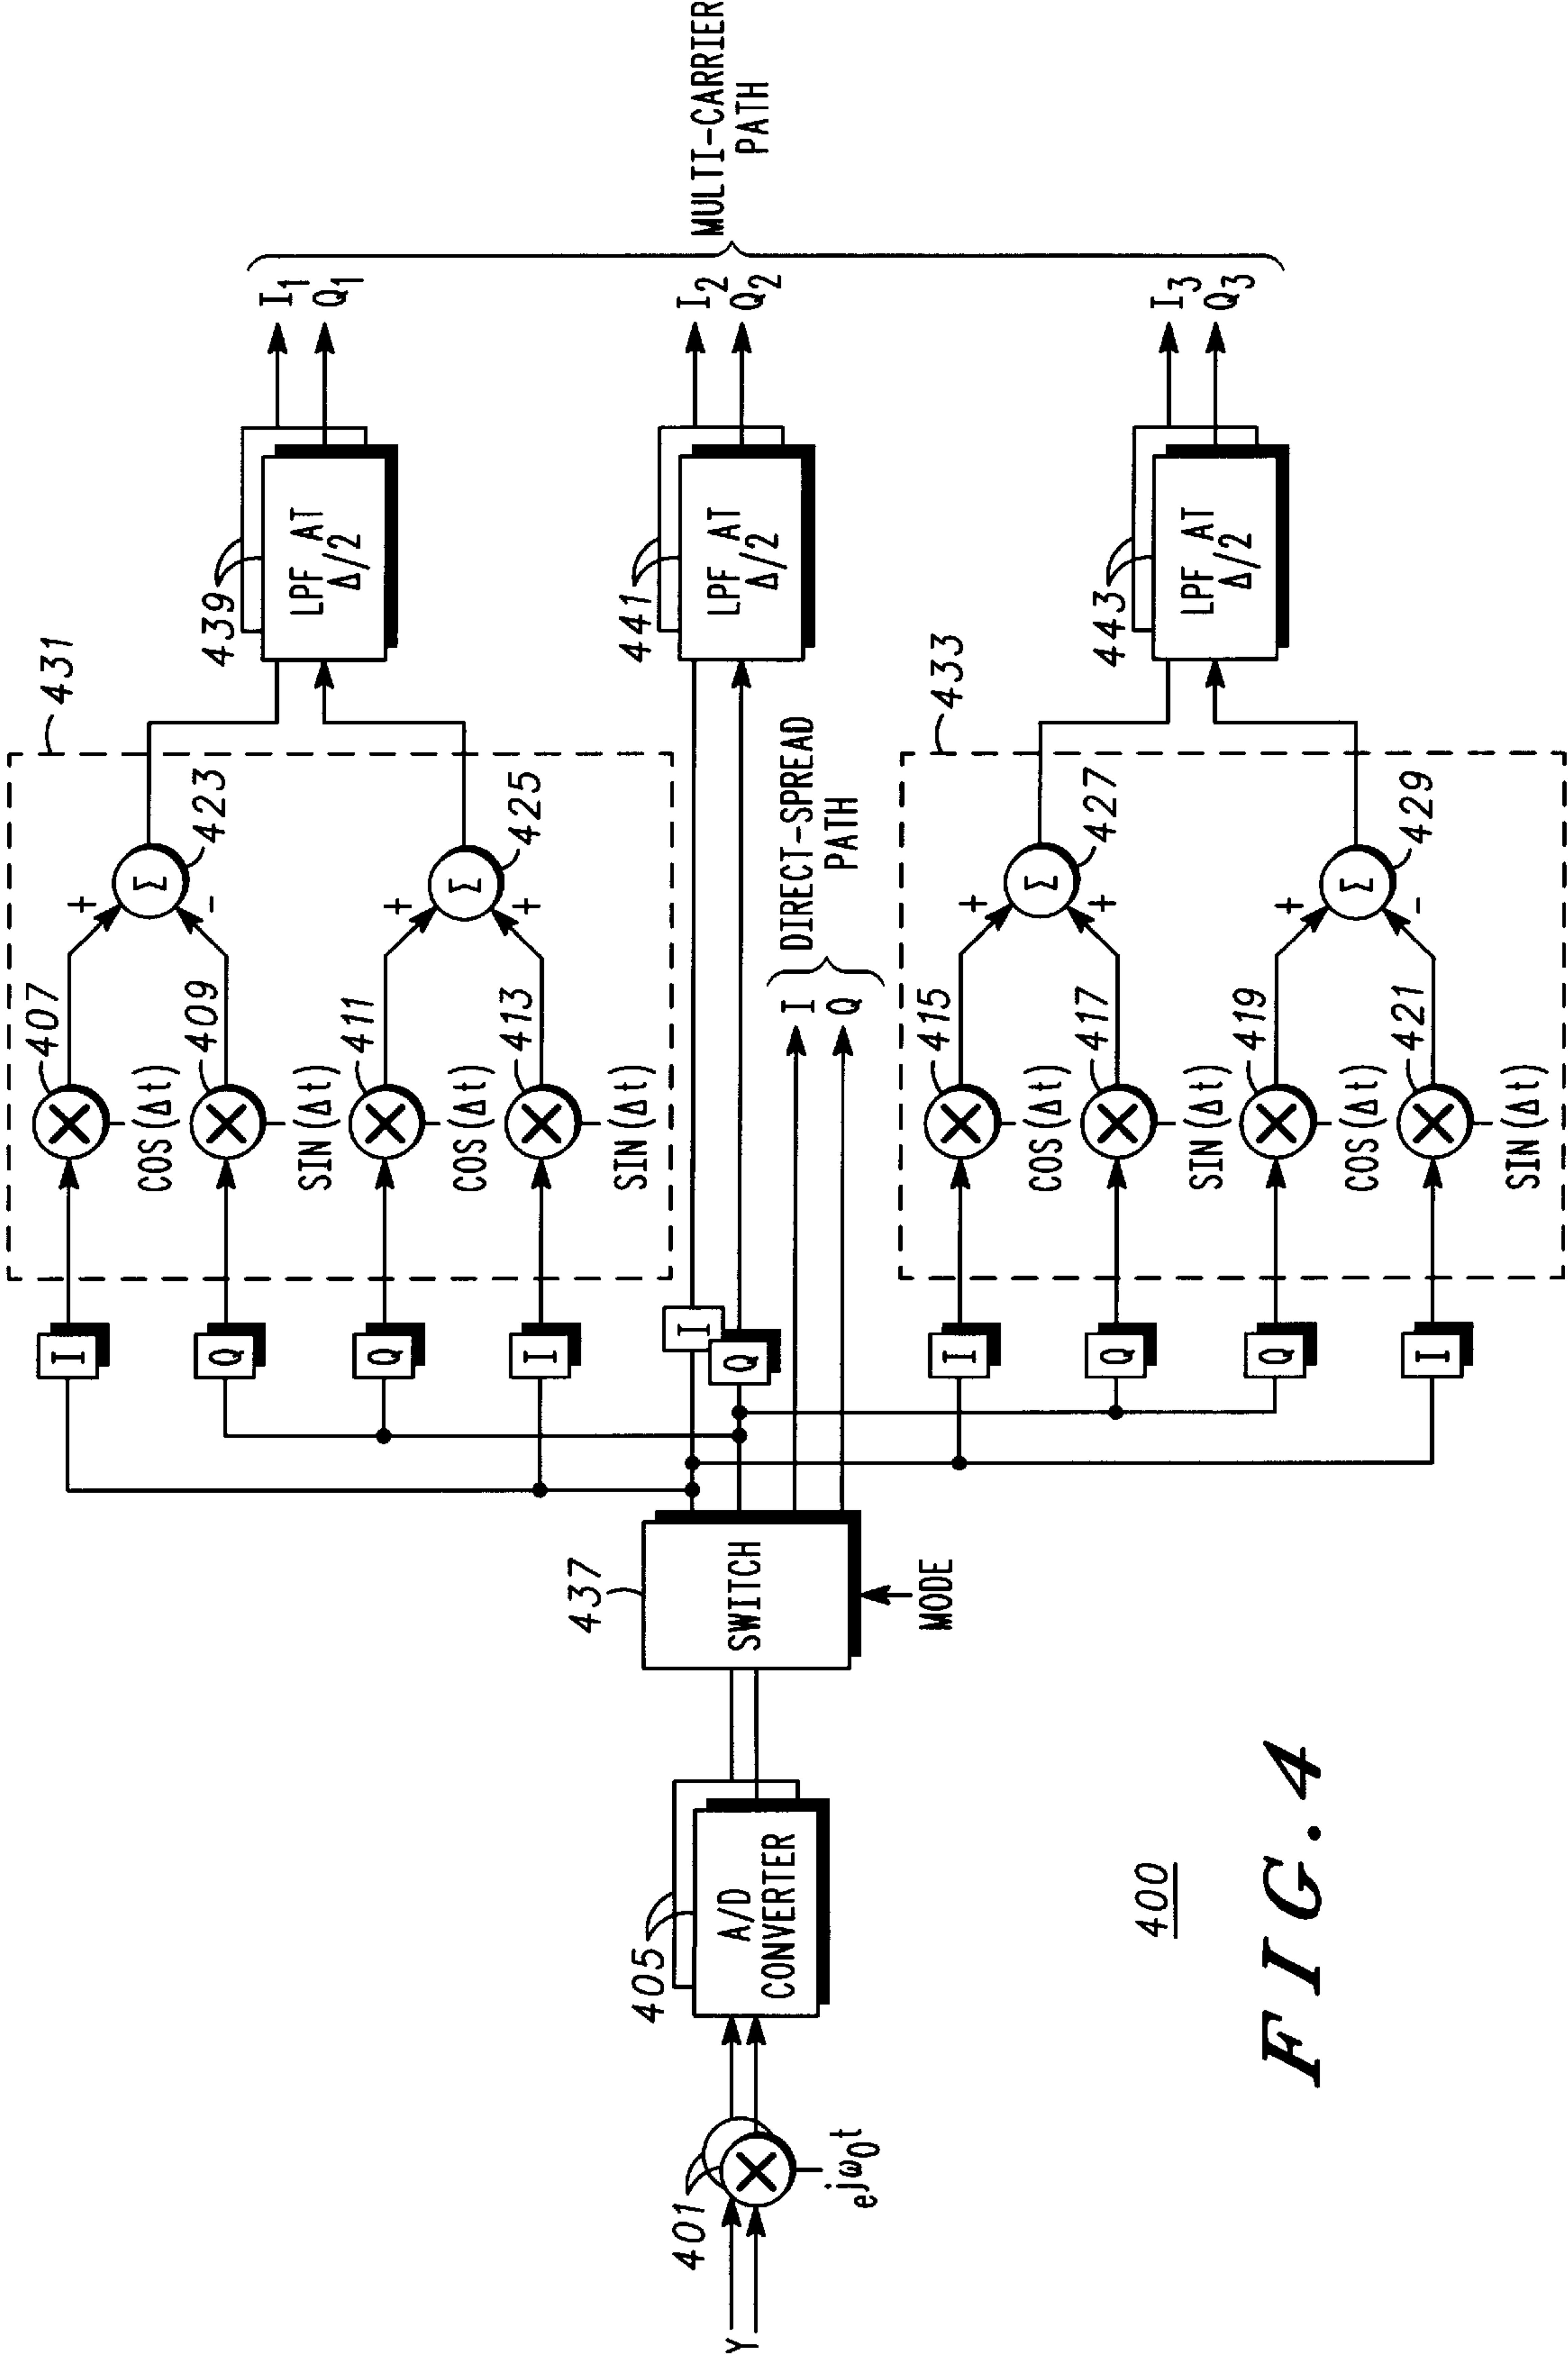 Y
401
e^jω0t
405
A/D
CONVERTER
437
SWITCH
MODE
I
Q
Q
I
I
Q
I
Q
Q
I
431
407
COS(Δt)
409
SIN(Δt)
411
COS(Δt)
413
SIN(Δt)
+
-
Σ
423
+
+
Σ
425
I
Q
DIRECT-SPREAD
PATH
433
415
COS(Δt)
417
SIN(Δt)
419
COS(Δt)
421
SIN(Δt)
+
+
Σ
427
+
-
Σ
429
439
LPF AT
Δ/2
441
LPF AT
Δ/2
443
LPF AT
Δ/2
I1
Q1
I2
Q2
I3
Q3
MULTI-CARRIER
PATH
400
FIG. 4